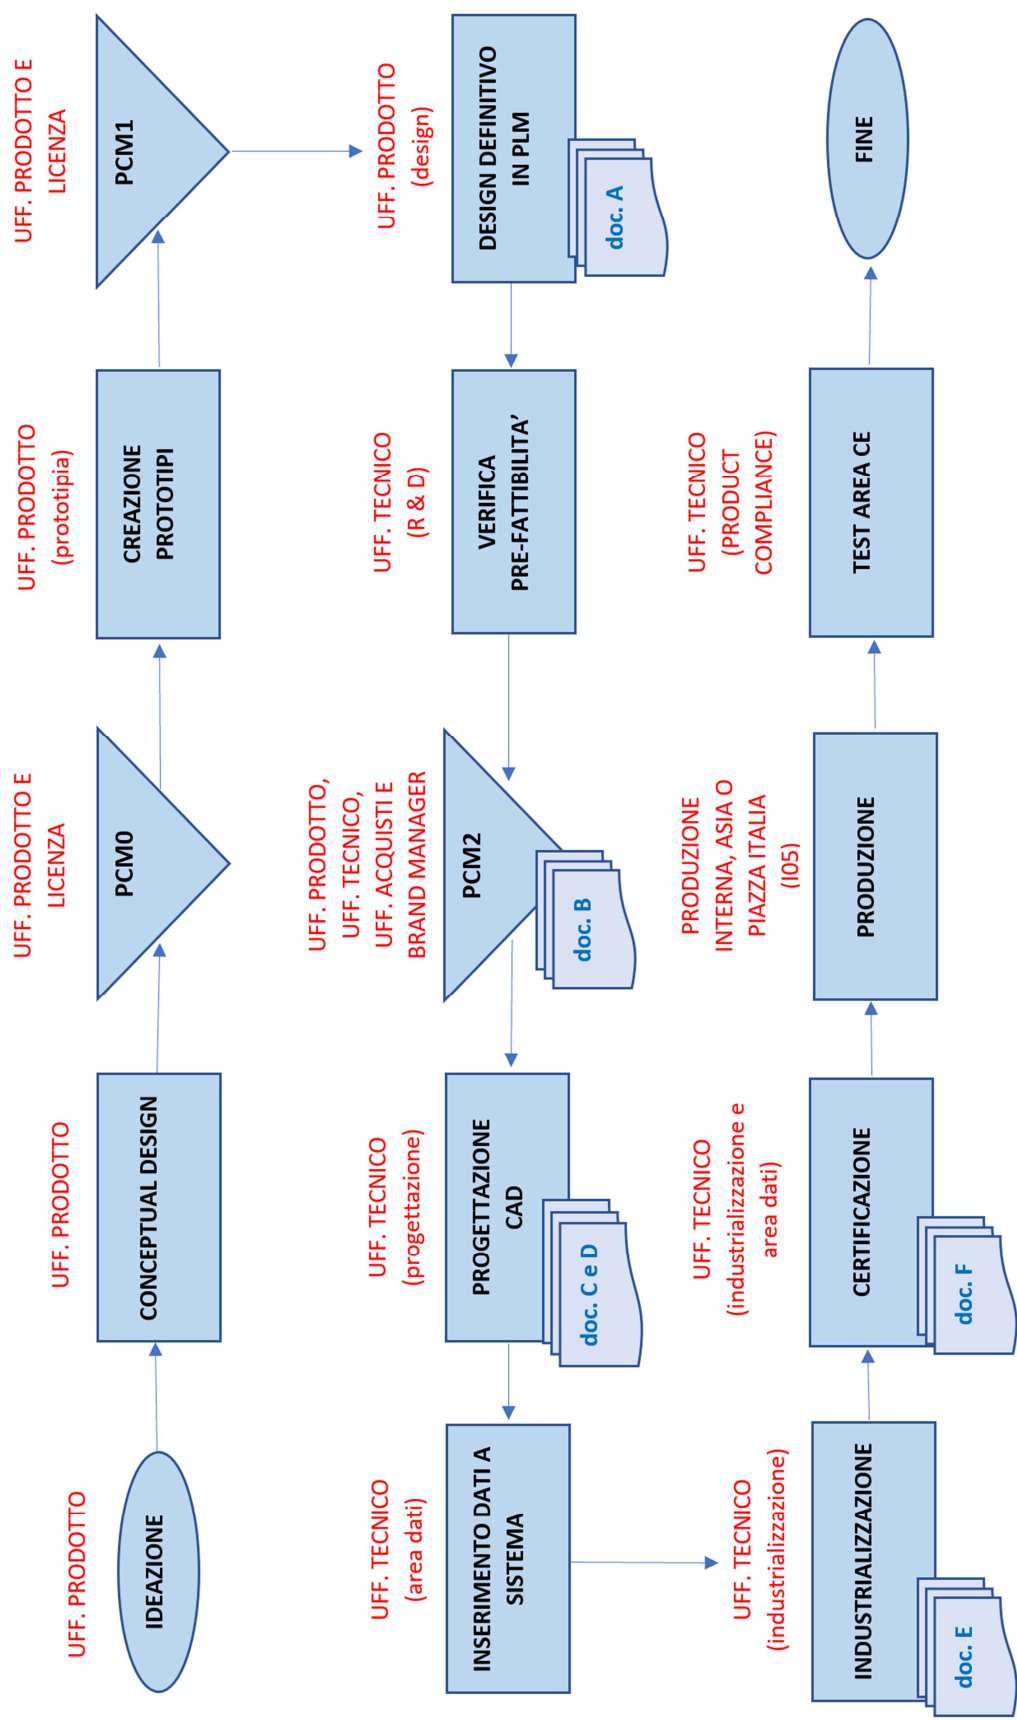 UFF. PRODOTTO
IDEAZIONE
UFF. PRODOTTO
CONCEPTUAL DESIGN
UFF. PRODOTTO E
LICENZA
PCM0
UFF. PRODOTTO
(prototipia)
CREAZIONE
PROTOTIPI
UFF. PRODOTTO E
LICENZA
PCM1
UFF. PRODOTTO
(design)
DESIGN DEFINITIVO
IN PLM
doc. A
UFF. TECNICO
(R & D)
VERIFICA
PRE-FATTIBILITA’
UFF. PRODOTTO,
UFF. TECNICO,
UFF. ACQUISTI E
BRAND MANAGER
PCM2
doc. B
UFF. TECNICO
(progettazione)
PROGETTAZIONE
CAD
doc. C e D
UFF. TECNICO
(area dati)
INSERIMENTO DATI A
SISTEMA
UFF. TECNICO
(industrializzazione)
INDUSTRIALIZZAZIONE
doc. E
UFF. TECNICO
(industrializzazione e
area dati)
CERTIFICAZIONE
doc. F
PRODUZIONE
INTERNA, ASIA O
PIAZZA ITALIA
(I05)
PRODUZIONE
UFF. TECNICO
(PRODUCT
COMPLIANCE)
TEST AREA CE
FINE